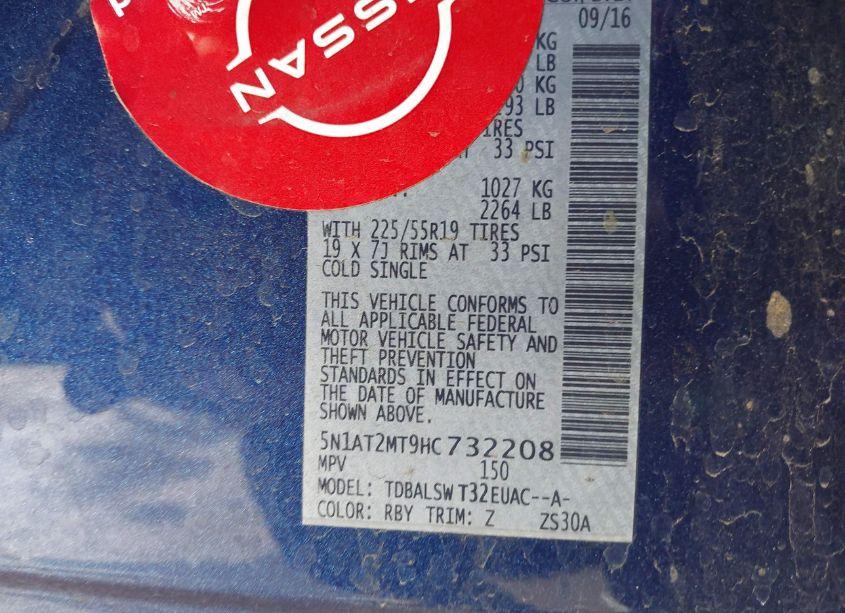 NISSAN
09/16
KG
LB
KG
93 LB
TIRES
33 PSI
1027 KG
2264 LB
WITH 225/55R19 TIRES
19 X 7J RIMS AT 33 PSI
COLD SINGLE
THIS VEHICLE CONFORMS TO
ALL APPLICABLE FEDERAL
MOTOR VEHICLE SAFETY AND
THEFT PREVENTION
STANDARDS IN EFFECT ON
THE DATE OF MANUFACTURE
SHOWN ABOVE.
5N1AT2MT9HC732208
MPV 150
MODEL: TDBALSW T32EUAC--A-
COLOR: RBY TRIM: Z ZS30A